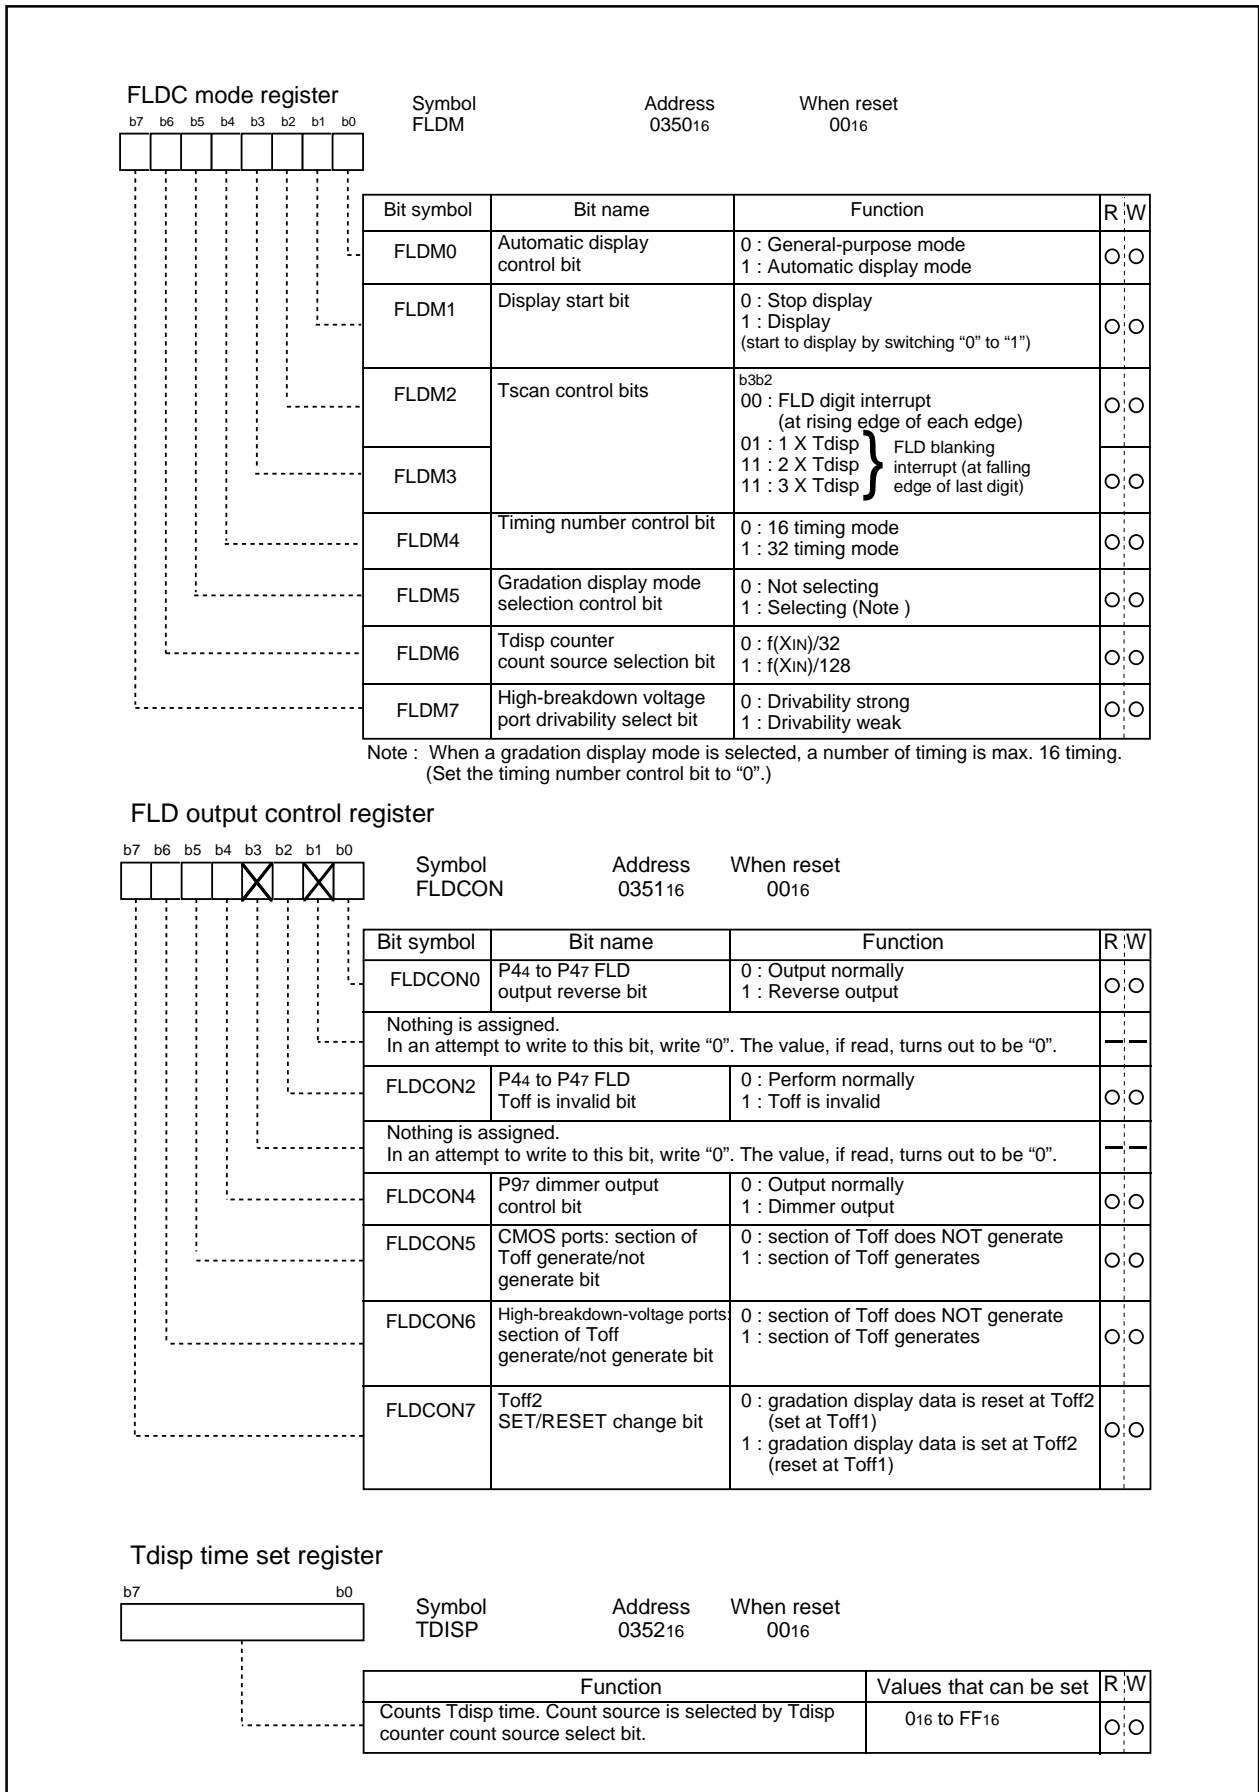 FLDC mode register
Symbol Address When reset
FLDM 035016 0016
b7 b6 b5 b4 b3 b2 b1 b0
Bit symbol Bit name Function R W
FLDM0 Automatic display control bit 0 : General-purpose mode
1 : Automatic display mode
FLDM1 Display start bit 0 : Stop display
1 : Display
(start to display by switching “0” to “1”)
FLDM2 Tscan control bits b3b2
00 : FLD digit interrupt
(at rising edge of each edge)
01 : 1 X Tdisp
11 : 2 X Tdisp
11 : 3 X Tdisp
FLD blanking
interrupt (at falling
edge of last digit)
FLDM3
FLDM4 Timing number control bit 0 : 16 timing mode
1 : 32 timing mode
FLDM5 Gradation display mode selection control bit 0 : Not selecting
1 : Selecting (Note )
FLDM6 Tdisp counter count source selection bit 0 : f(XIN)/32
1 : f(XIN)/128
FLDM7 High-breakdown voltage port drivability select bit 0 : Drivability strong
1 : Drivability weak
Note : When a gradation display mode is selected, a number of timing is max. 16 timing.
(Set the timing number control bit to “0”.)
FLD output control register
b7 b6 b5 b4 b3 b2 b1 b0
Symbol Address When reset
FLDCON 035116 0016
Bit symbol Bit name Function R W
FLDCON0 P44 to P47 FLD output reverse bit 0 : Output normally
1 : Reverse output
Nothing is assigned.
In an attempt to write to this bit, write “0”. The value, if read, turns out to be “0”.
FLDCON2 P44 to P47 FLD Toff is invalid bit 0 : Perform normally
1 : Toff is invalid
Nothing is assigned.
In an attempt to write to this bit, write “0”. The value, if read, turns out to be “0”.
FLDCON4 P97 dimmer output control bit 0 : Output normally
1 : Dimmer output
FLDCON5 CMOS ports: section of Toff generate/not generate bit 0 : section of Toff does NOT generate
1 : section of Toff generates
FLDCON6 High-breakdown-voltage ports: section of Toff generate/not generate bit 0 : section of Toff does NOT generate
1 : section of Toff generates
FLDCON7 Toff2 SET/RESET change bit 0 : gradation display data is reset at Toff2
(set at Toff1)
1 : gradation display data is set at Toff2
(reset at Toff1)
Tdisp time set register
b7 b0
Symbol Address When reset
TDISP 035216 0016
Function Values that can be set R W
Counts Tdisp time. Count source is selected by Tdisp
counter count source select bit.
016 to FF16